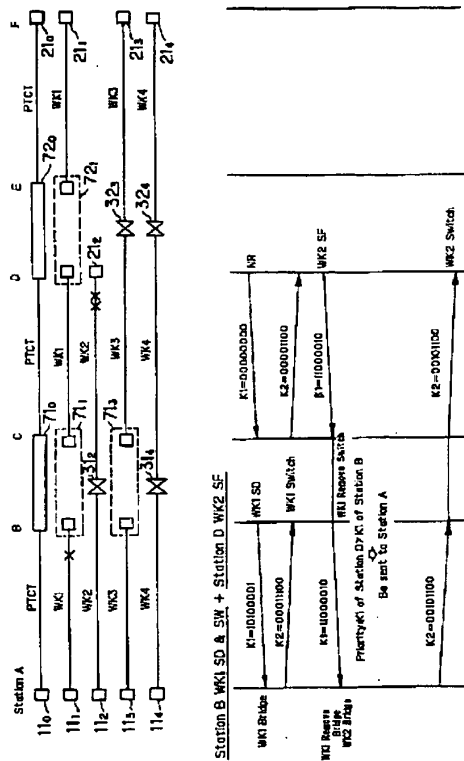 Station A
B
C
D
E
F
PTCT
PTCT
PTCT
11₀
71₀
72₀
21₀
WK1
WK1
WK1
11₁
71₁
72₁
21₁
WK2
WK2
11₂
31₂
21₂
WK3
WK3
11₃
71₃
32₃
21₃
WK4
WK4
WK4
11₄
31₄
32₄
21₄
Station B WK1 SD & SW + Station D WK2 SF
WK1 SD
NR
K1=10100001
K1=00000000
WK1 Bridge
WK1 Switch
K2=00011100
K2=00001100
WK2 SF
K1=11000010
WK1 Remove Switch
K1=11000010
WK1 Remove Bridge
WK2 Bridge
Priority:K1 of Station D>K1 of Station B
Be sent to Station A
K2=00101100
K2=00101100
WK2 Switch